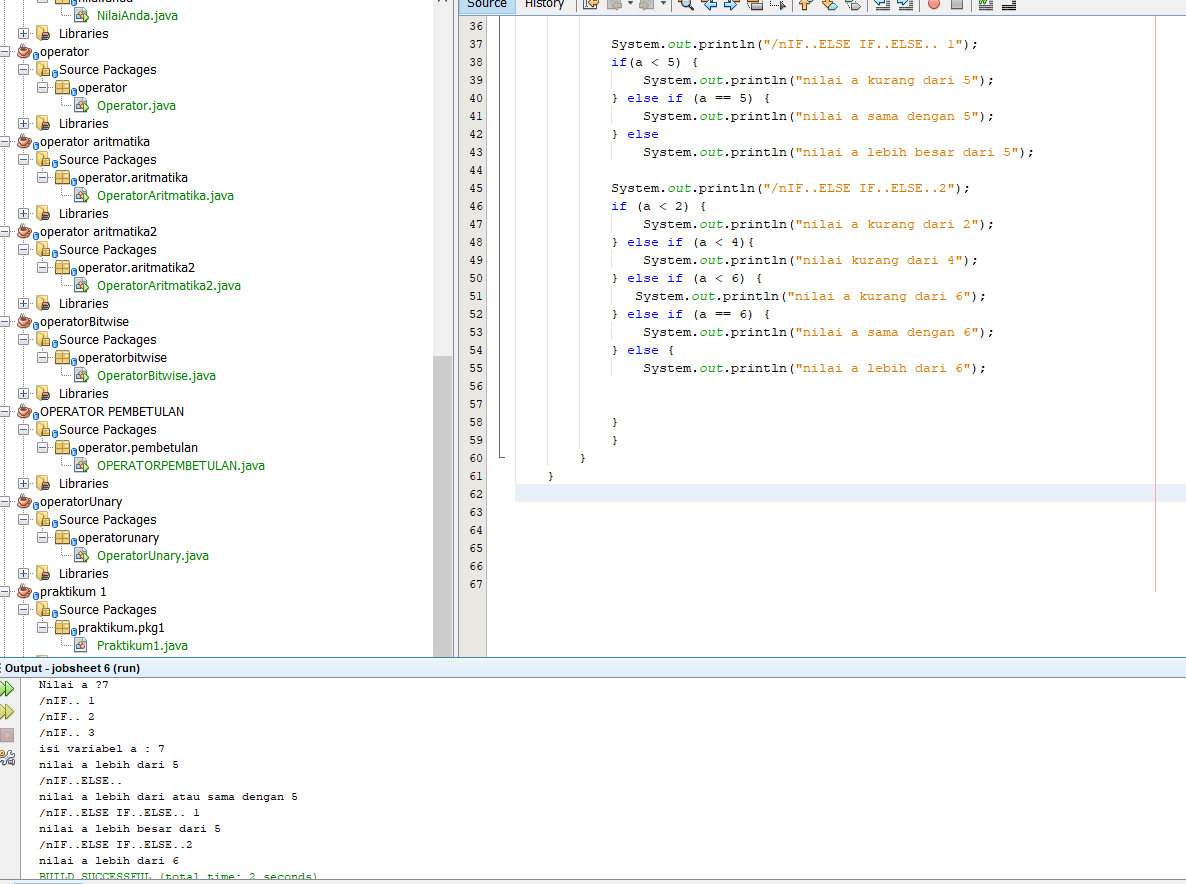 NilaiAnda.java
Libraries
operator
Source Packages
operator
Operator.java
Libraries
operator aritmatika
Source Packages
operator.aritmatika
OperatorAritmatika.java
Libraries
operator aritmatika2
Source Packages
operator.aritmatika2
OperatorAritmatika2.java
Libraries
operatorBitwise
Source Packages
operatorbitwise
OperatorBitwise.java
Libraries
OPERATOR PEMBETULAN
Source Packages
operator.pembetulan
OPERATORPEMBETULAN.java
Libraries
operatorUnary
Source Packages
operatorunary
OperatorUnary.java
Libraries
praktikum 1
Source Packages
praktikum.pkg1
Praktikum1.java
Source History
36
37 System.out.println("/nIF..ELSE IF..ELSE.. 1");
38 if(a < 5) {
39 System.out.println("nilai a kurang dari 5");
40 } else if (a == 5) {
41 System.out.println("nilai a sama dengan 5");
42 } else
43 System.out.println("nilai a lebih besar dari 5");
44
45 System.out.println("/nIF..ELSE IF..ELSE..2");
46 if (a < 2) {
47 System.out.println("nilai a kurang dari 2");
48 } else if (a < 4){
49 System.out.println("nilai kurang dari 4");
50 } else if (a < 6) {
51 System.out.println("nilai a kurang dari 6");
52 } else if (a == 6) {
53 System.out.println("nilai a sama dengan 6");
54 } else {
55 System.out.println("nilai a lebih dari 6");
56
57
58 }
59 }
60 }
61 }
62
63
64
65
66
67
Output - jobsheet 6 (run)
Nilai a ?7
/nIF.. 1
/nIF.. 2
/nIF.. 3
isi variabel a : 7
nilai a lebih dari 5
/nIF..ELSE..
nilai a lebih dari atau sama dengan 5
/nIF..ELSE IF..ELSE.. 1
nilai a lebih besar dari 5
/nIF..ELSE IF..ELSE..2
nilai a lebih dari 6
BUILD SUCCESSFUL (total time: 2 seconds)